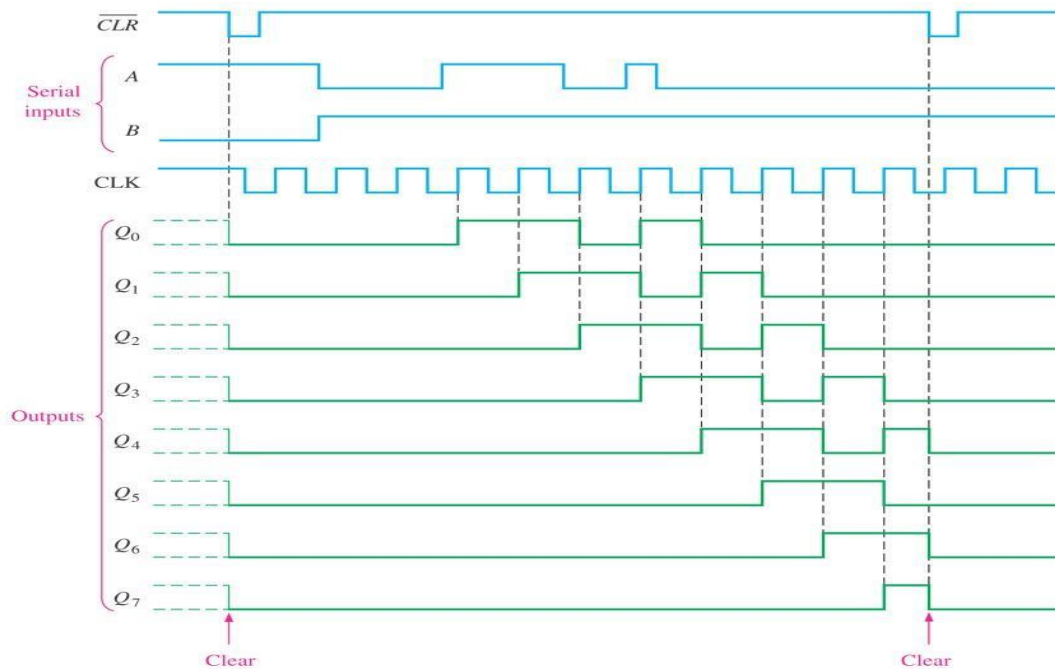 CLR
A
Serial
inputs
B
CLK
Q0
Q1
Q2
Q3
Outputs
Q4
Q5
Q6
Q7
Clear
Clear